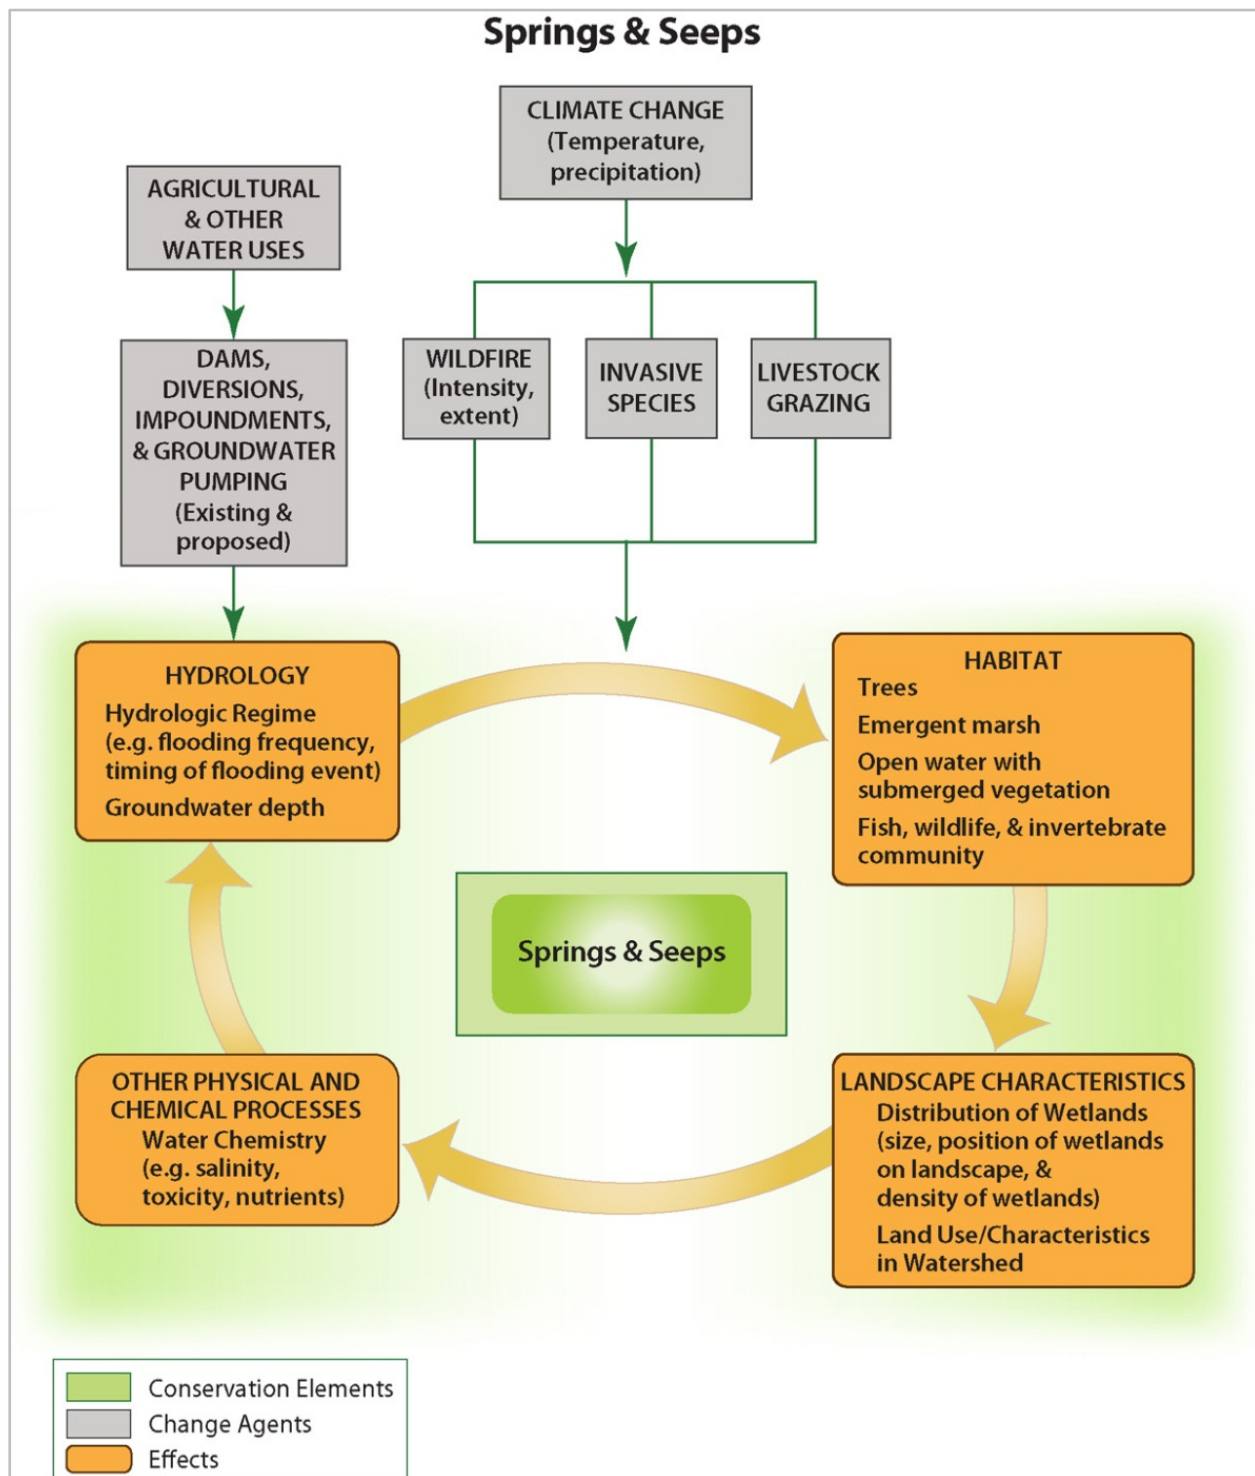 Springs & Seeps
CLIMATE CHANGE
(Temperature,
precipitation)
AGRICULTURAL
& OTHER
WATER USES
DAMS,
DIVERSIONS,
IMPOUNDMENTS,
& GROUNDWATER
PUMPING
(Existing &
proposed)
WILDFIRE
(Intensity,
extent)
INVASIVE
SPECIES
LIVESTOCK
GRAZING
HYDROLOGY
Hydrologic Regime
(e.g. flooding frequency,
timing of flooding event)
Groundwater depth
HABITAT
Trees
Emergent marsh
Open water with
submerged vegetation
Fish, wildlife, & invertebrate
community
Springs & Seeps
OTHER PHYSICAL AND
CHEMICAL PROCESSES
Water Chemistry
(e.g. salinity,
toxicity, nutrients)
LANDSCAPE CHARACTERISTICS
Distribution of Wetlands
(size, position of wetlands
on landscape, &
density of wetlands)
Land Use/Characteristics
in Watershed
Conservation Elements
Change Agents
Effects